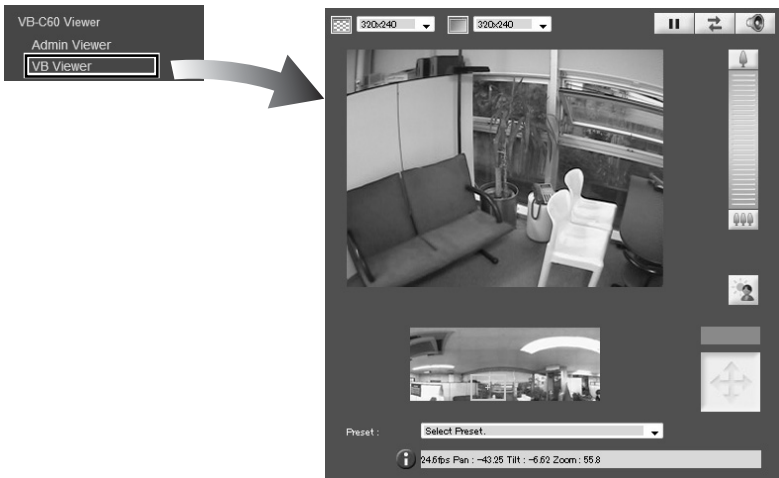 VB-C60 Viewer
Admin Viewer
VB Viewer
320x240
320x240
Preset :
Select Preset.
24.6fps Pan : -43.25 Tilt : -6.62 Zoom : 55.8